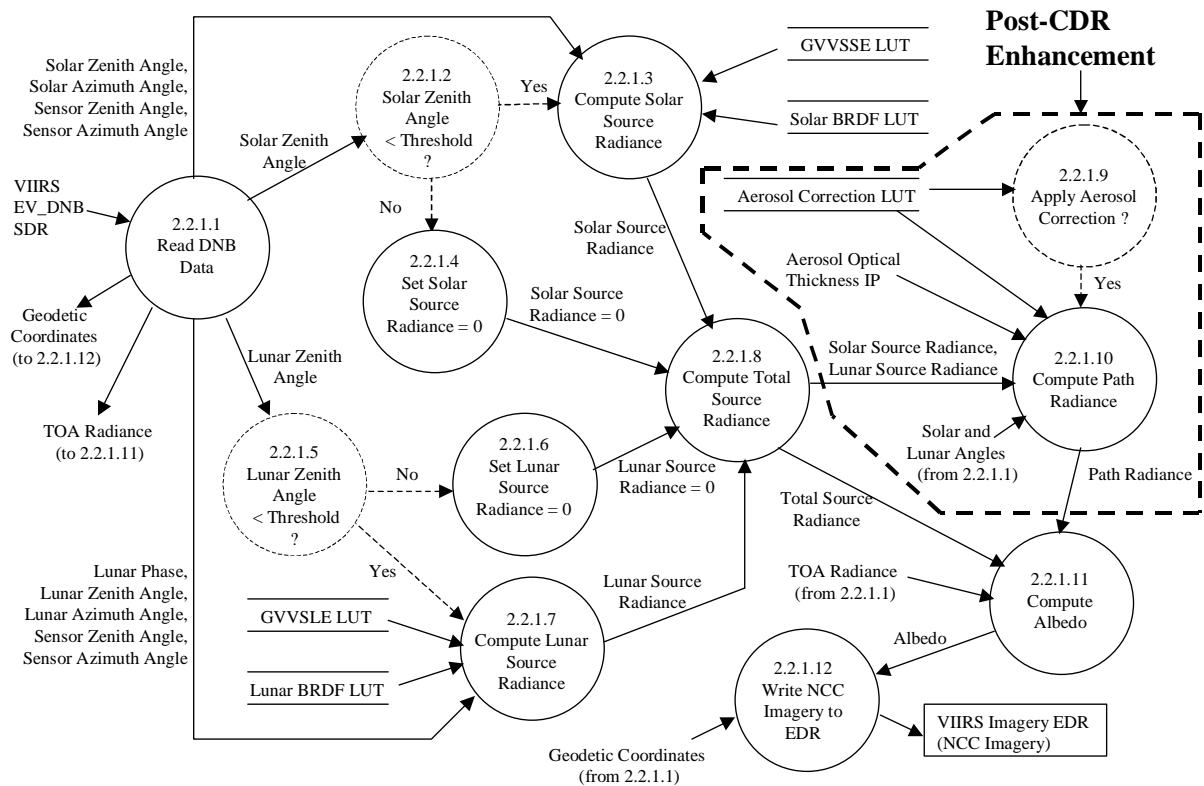 Post-CDR
Enhancement
Solar Zenith Angle,
Solar Azimuth Angle,
Sensor Zenith Angle,
Sensor Azimuth Angle
Solar Zenith
Angle
2.2.1.2
Solar Zenith
Angle
< Threshold
?
Yes
No
2.2.1.3
Compute Solar
Source
Radiance
GVVSSE LUT
Solar BRDF LUT
VIIRS
EV_DNB
SDR
2.2.1.1
Read DNB
Data
Aerosol Correction LUT
2.2.1.9
Apply Aerosol
Correction ?
Yes
Aerosol Optical
Thickness IP
Solar Source
Radiance
2.2.1.4
Set Solar
Source
Radiance = 0
Solar Source
Radiance = 0
Geodetic
Coordinates
(to 2.2.1.12)
TOA Radiance
(to 2.2.1.11)
Lunar Zenith
Angle
2.2.1.8
Compute Total
Source
Radiance
Solar Source Radiance,
Lunar Source Radiance
2.2.1.10
Compute Path
Radiance
Solar and
Lunar Angles
(from 2.2.1.1)
Path Radiance
2.2.1.5
Lunar Zenith
Angle
< Threshold
?
No
Yes
2.2.1.6
Set Lunar
Source
Radiance = 0
Lunar Source
Radiance = 0
Total Source
Radiance
Lunar Phase,
Lunar Zenith Angle,
Lunar Azimuth Angle,
Sensor Zenith Angle,
Sensor Azimuth Angle
GVVSLE LUT
Lunar BRDF LUT
2.2.1.7
Compute Lunar
Source
Radiance
Lunar Source
Radiance
TOA Radiance
(from 2.2.1.1)
2.2.1.11
Compute
Albedo
Albedo
2.2.1.12
Write NCC
Imagery to
EDR
Geodetic Coordinates
(from 2.2.1.1)
VIIRS Imagery EDR
(NCC Imagery)